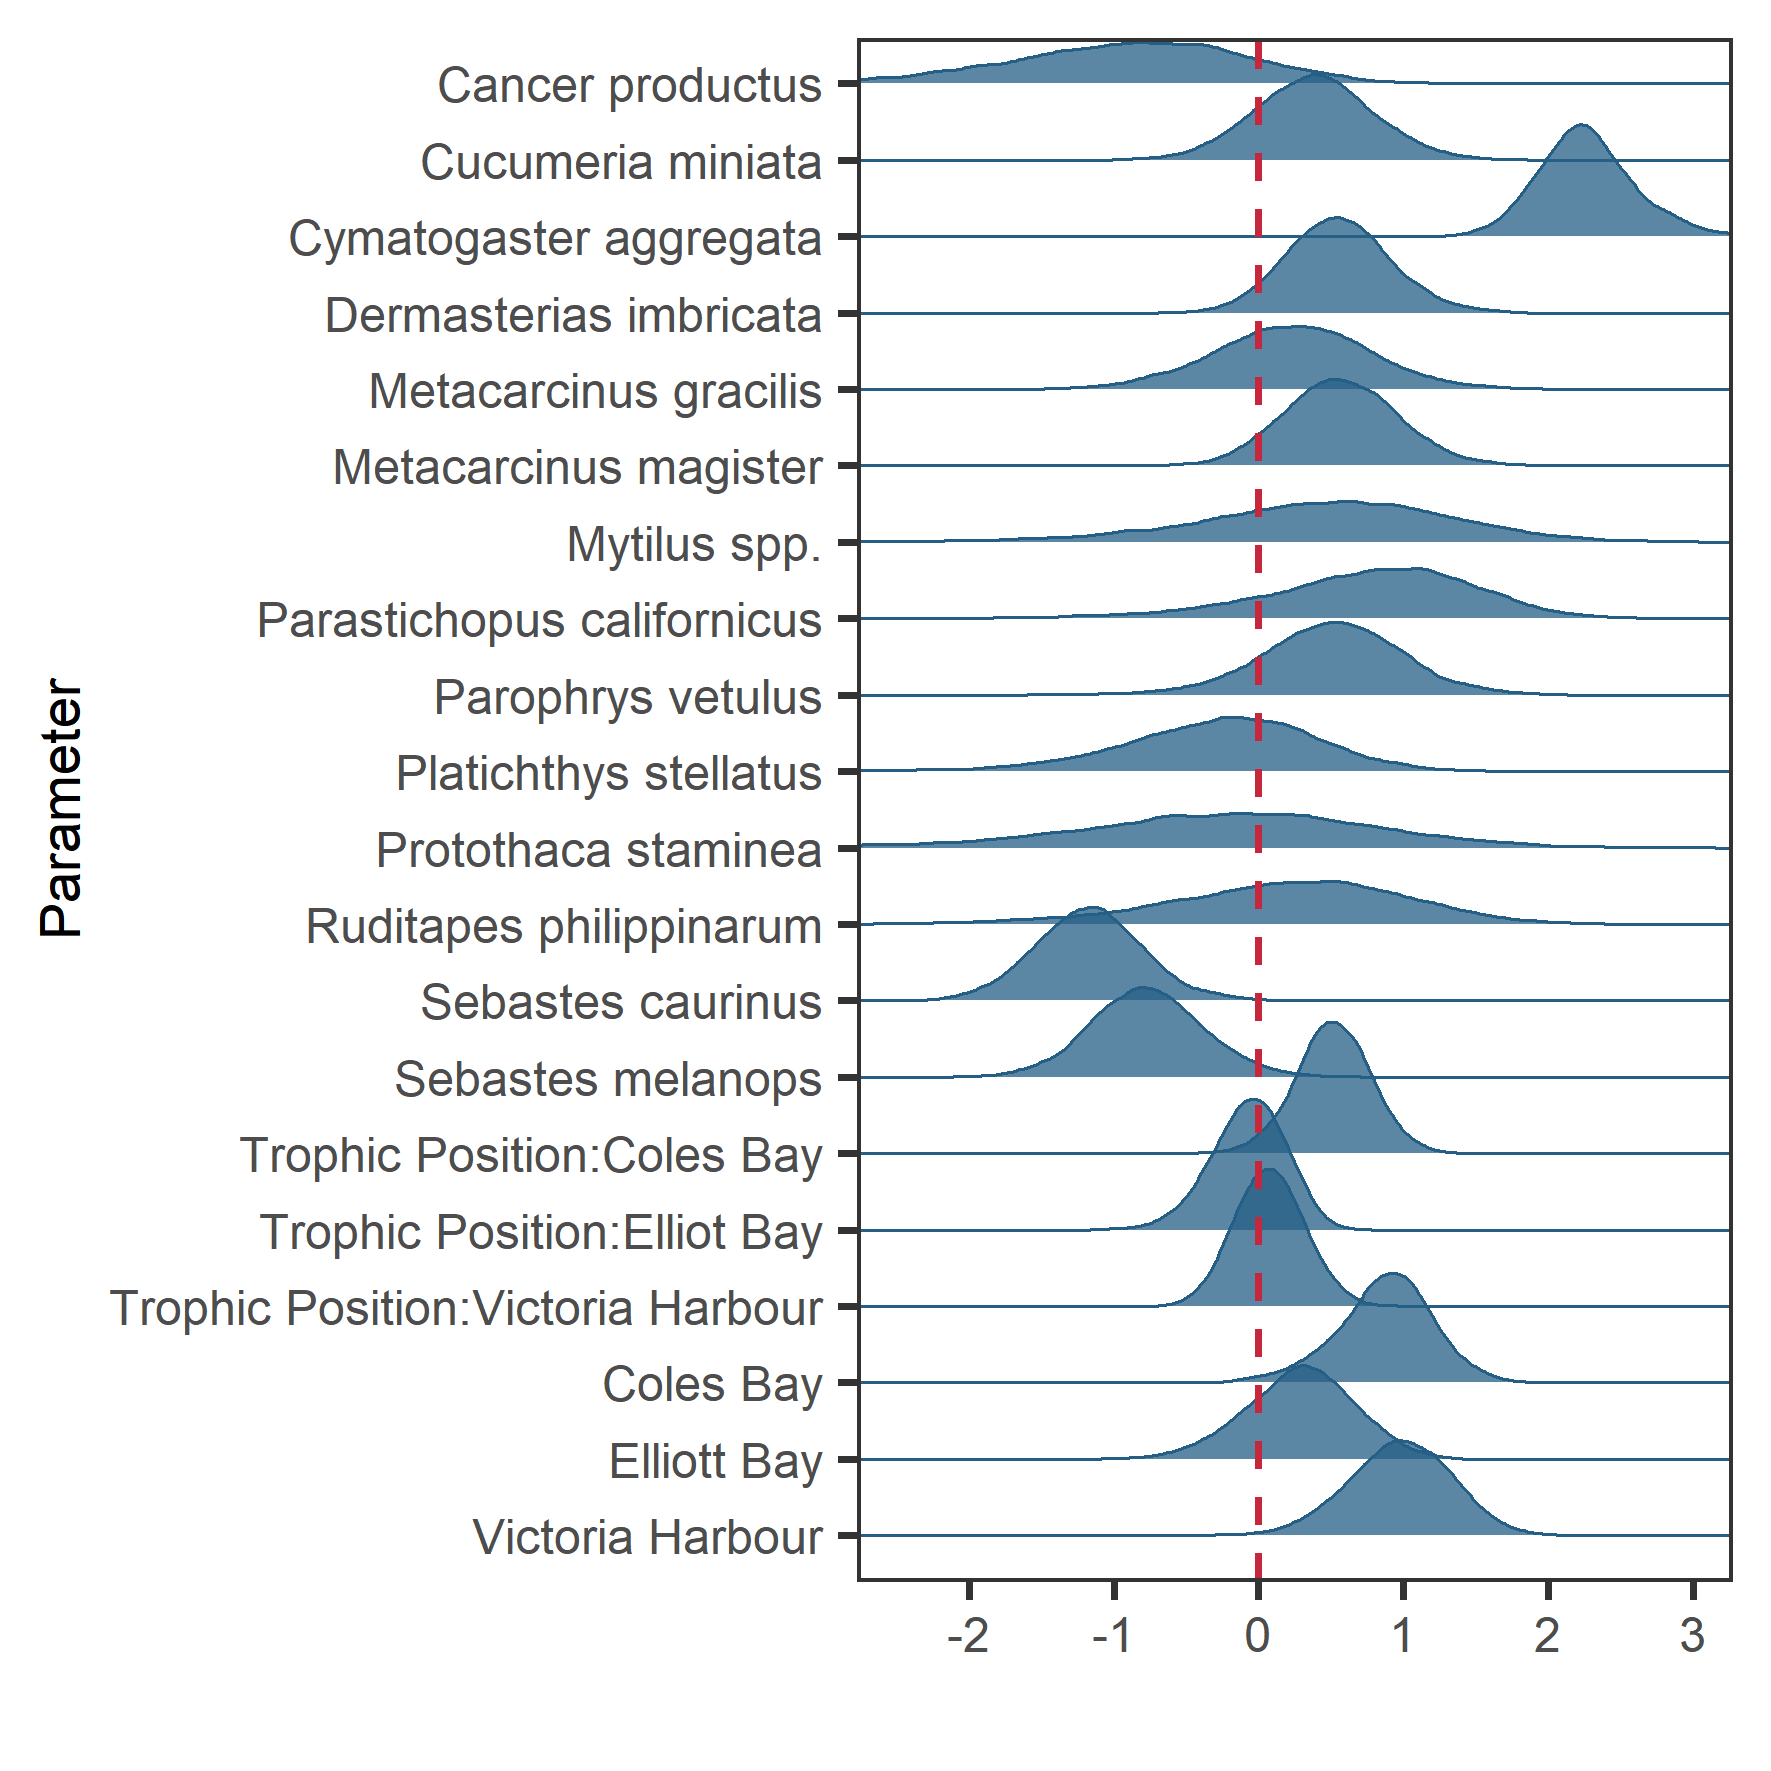 Cancer productus
Cucumeria miniata
Cymatogaster aggregata
Dermasterias imbricata
Metacarcinus gracilis
Metacarcinus magister
Mytilus spp.
Parastichopus californicus
Parophrys vetulus
Platichthys stellatus
Protothaca staminea
Ruditapes philippinarum
Sebastes caurinus
Sebastes melanops
Trophic Position:Coles Bay
Trophic Position:Elliot Bay
Trophic Position:Victoria Harbour
Coles Bay
Elliott Bay
Victoria Harbour
Parameter
-2 -1 0 1 2 3